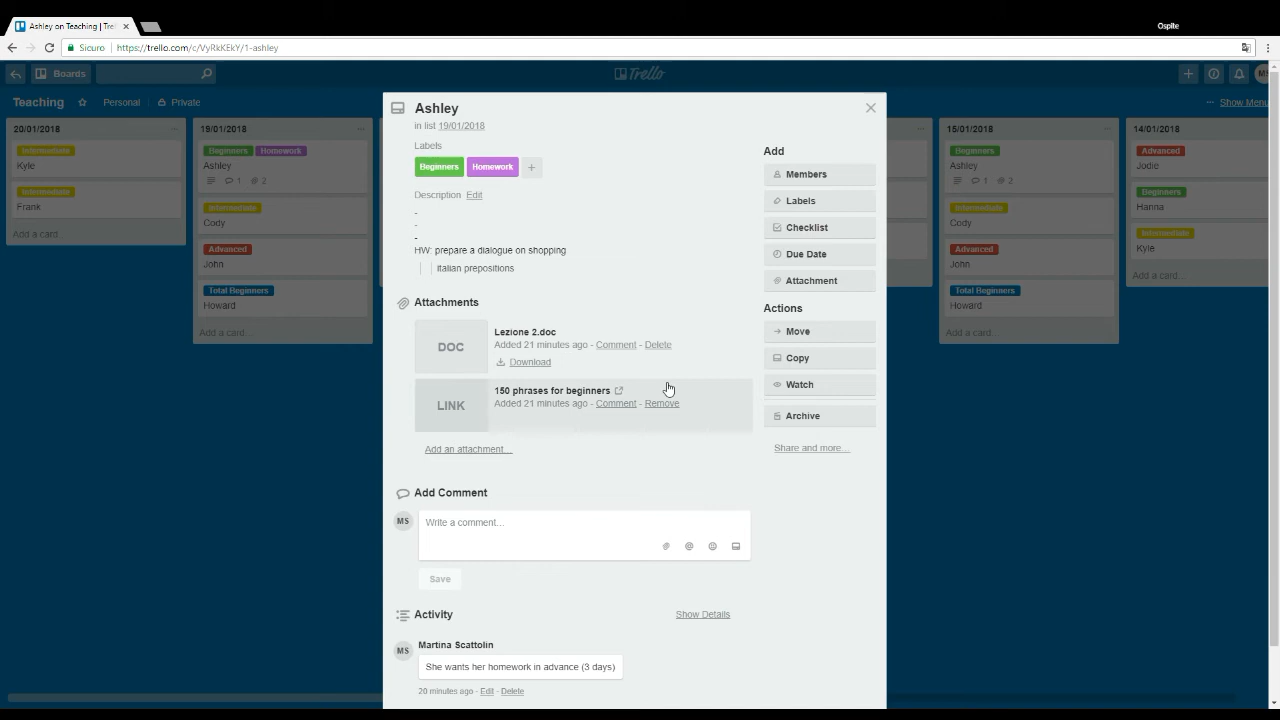 Ashley on Teaching | Trel
Ospite
Sicuro
https://trello.com/c/VyRkKEkY/1-ashley
Boards
Trello
Teaching
Personal
Private
... Show Menu
20/01/2018
Intermediate
Kyle
Intermediate
Frank
Add a card...
19/01/2018
Beginners Homework
Ashley
1 2
Intermediate
Cody
Advanced
John
Total Beginners
Howard
Add a card...
Ashley
in list 19/01/2018
Labels
Beginners
Homework
+
Description Edit
-
-
-
HW: prepare a dialogue on shopping
italian prepositions
Attachments
DOC
Lezione 2.doc
Added 21 minutes ago - Comment - Delete
Download
LINK
150 phrases for beginners
Added 21 minutes ago - Comment - Remove
Add an attachment...
Add Comment
MS
Write a comment...
Save
Activity
Show Details
MS
Martina Scattolin
She wants her homework in advance (3 days)
20 minutes ago - Edit - Delete
Add
Members
Labels
Checklist
Due Date
Attachment
Actions
Move
Copy
Watch
Archive
Share and more...
15/01/2018
Beginners
Ashley
1 2
Intermediate
Cody
Advanced
John
Total Beginners
Howard
Add a card...
14/01/2018
Advanced
Jodie
Beginners
Hanna
Intermediate
Kyle
Add a card...